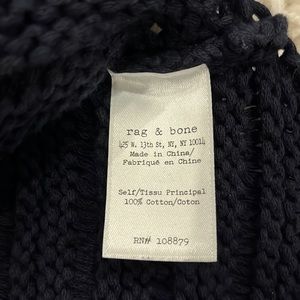 rag & bone
425 W. 13th St, NY, NY 10014
Made in China/
Fabriqué en Chine
Self/Tissu Principal
100% Cotton/Coton
RN# 108879